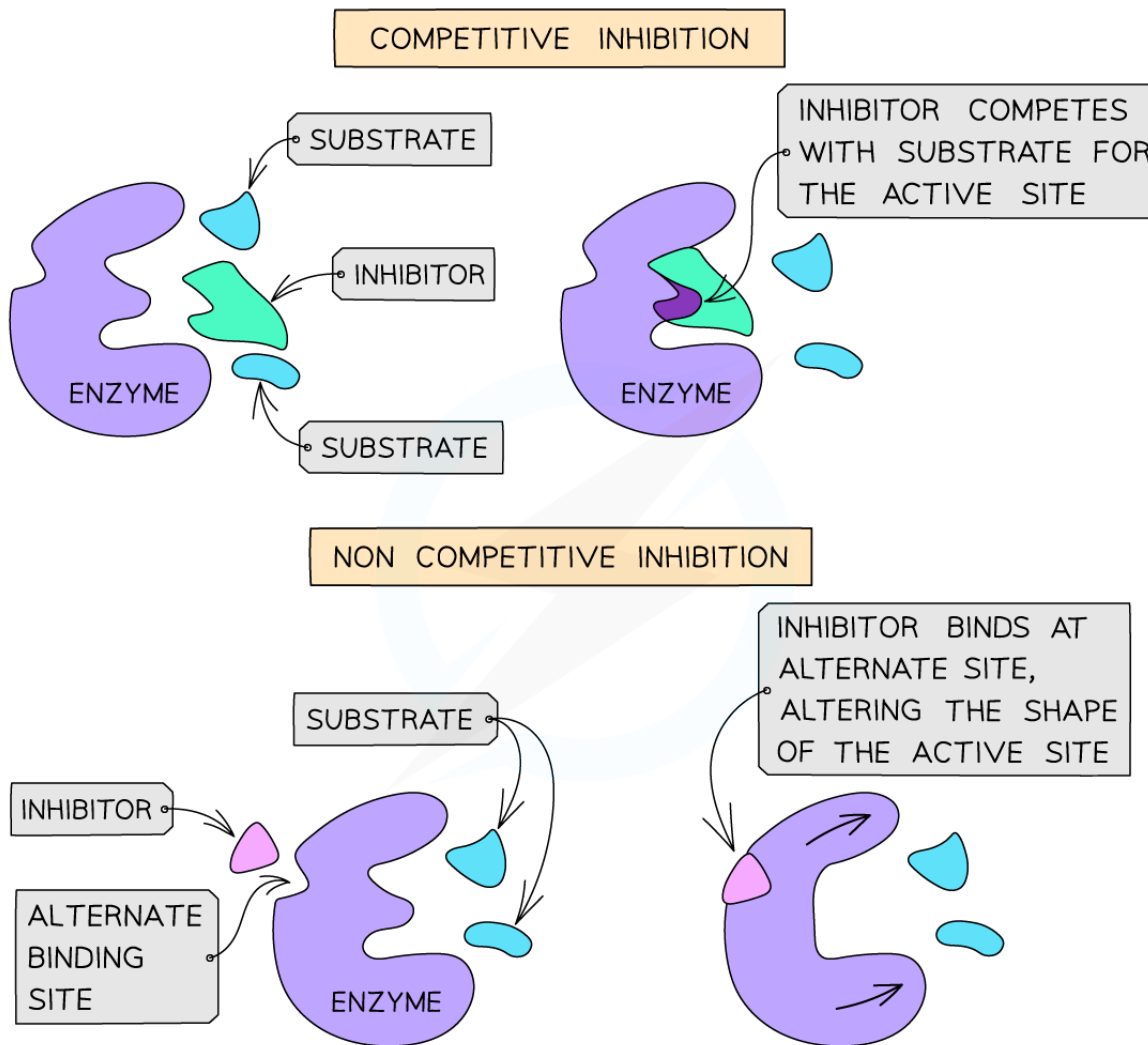 COMPETITIVE INHIBITION
SUBSTRATE
INHIBITOR COMPETES
WITH SUBSTRATE FOR
THE ACTIVE SITE
INHIBITOR
ENZYME
ENZYME
SUBSTRATE
NON COMPETITIVE INHIBITION
INHIBITOR BINDS AT
ALTERNATE SITE,
ALTERING THE SHAPE
OF THE ACTIVE SITE
SUBSTRATE
INHIBITOR
ALTERNATE
BINDING
SITE
ENZYME